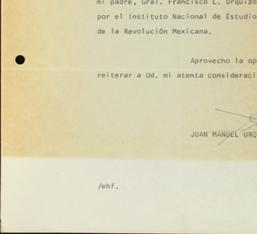 mi padre, Gral. Francisco L. Urquizo
por el Instituto Nacional de Estudio
de la Revolución Mexicana.
Aprovecho la op
reiterar a Ud. mi atenta consideraci
JUAN MANUEL URQ
/ehf.